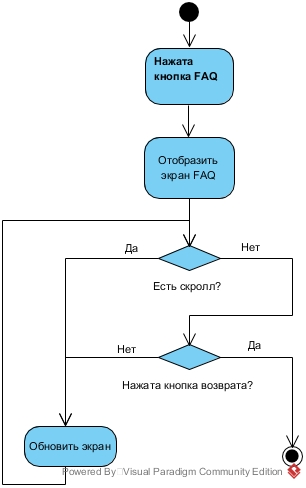 Нажата
кнопка FAQ
Отобразить
экран FAQ
Да
Нет
Есть скролл?
Нет
Да
Нажата кнопка возврата?
Обновить экран
Powered By Visual Paradigm Community Edition